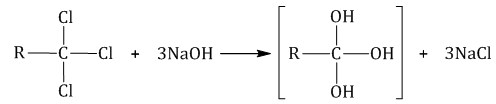 Cl OH
R—C—Cl + 3NaOH ⟶ [R—C—OH] + 3NaCl
Cl OH